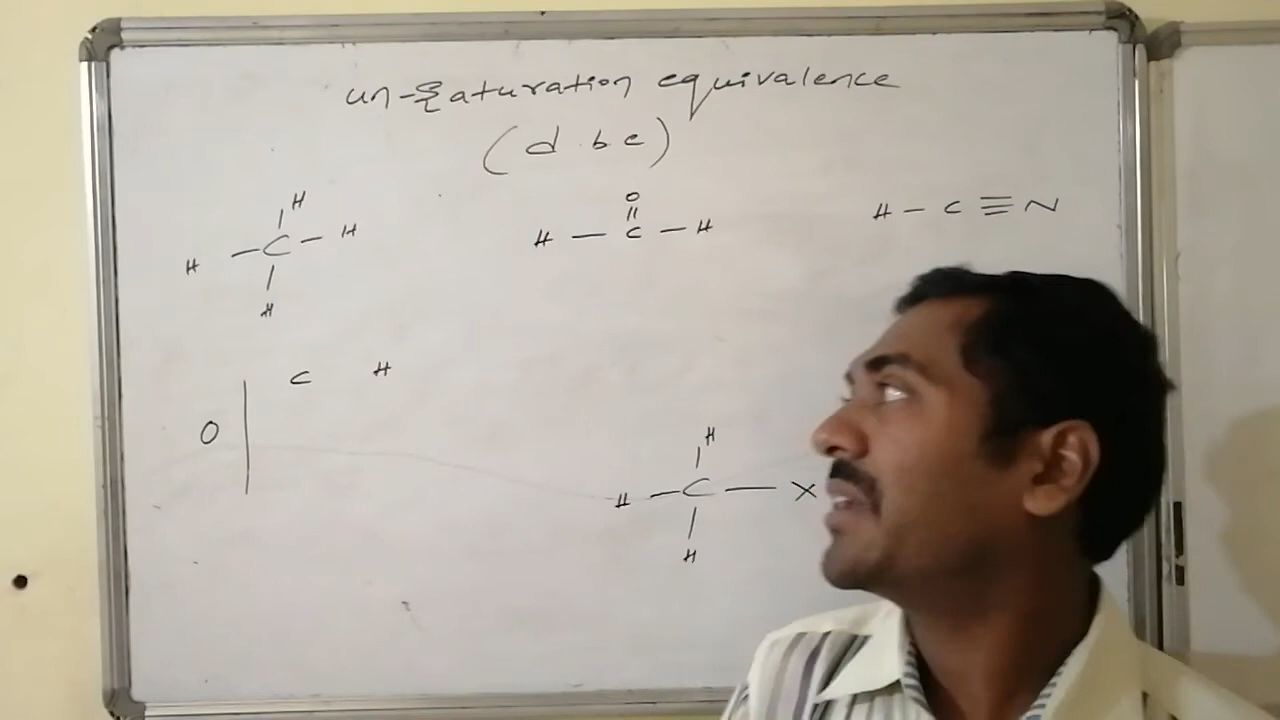 un-saturation equivalence
(d.b.e)
H
O
H – C ≡ N
||
C – H
H – C – H
H
C H
O
H
H – C – X
H